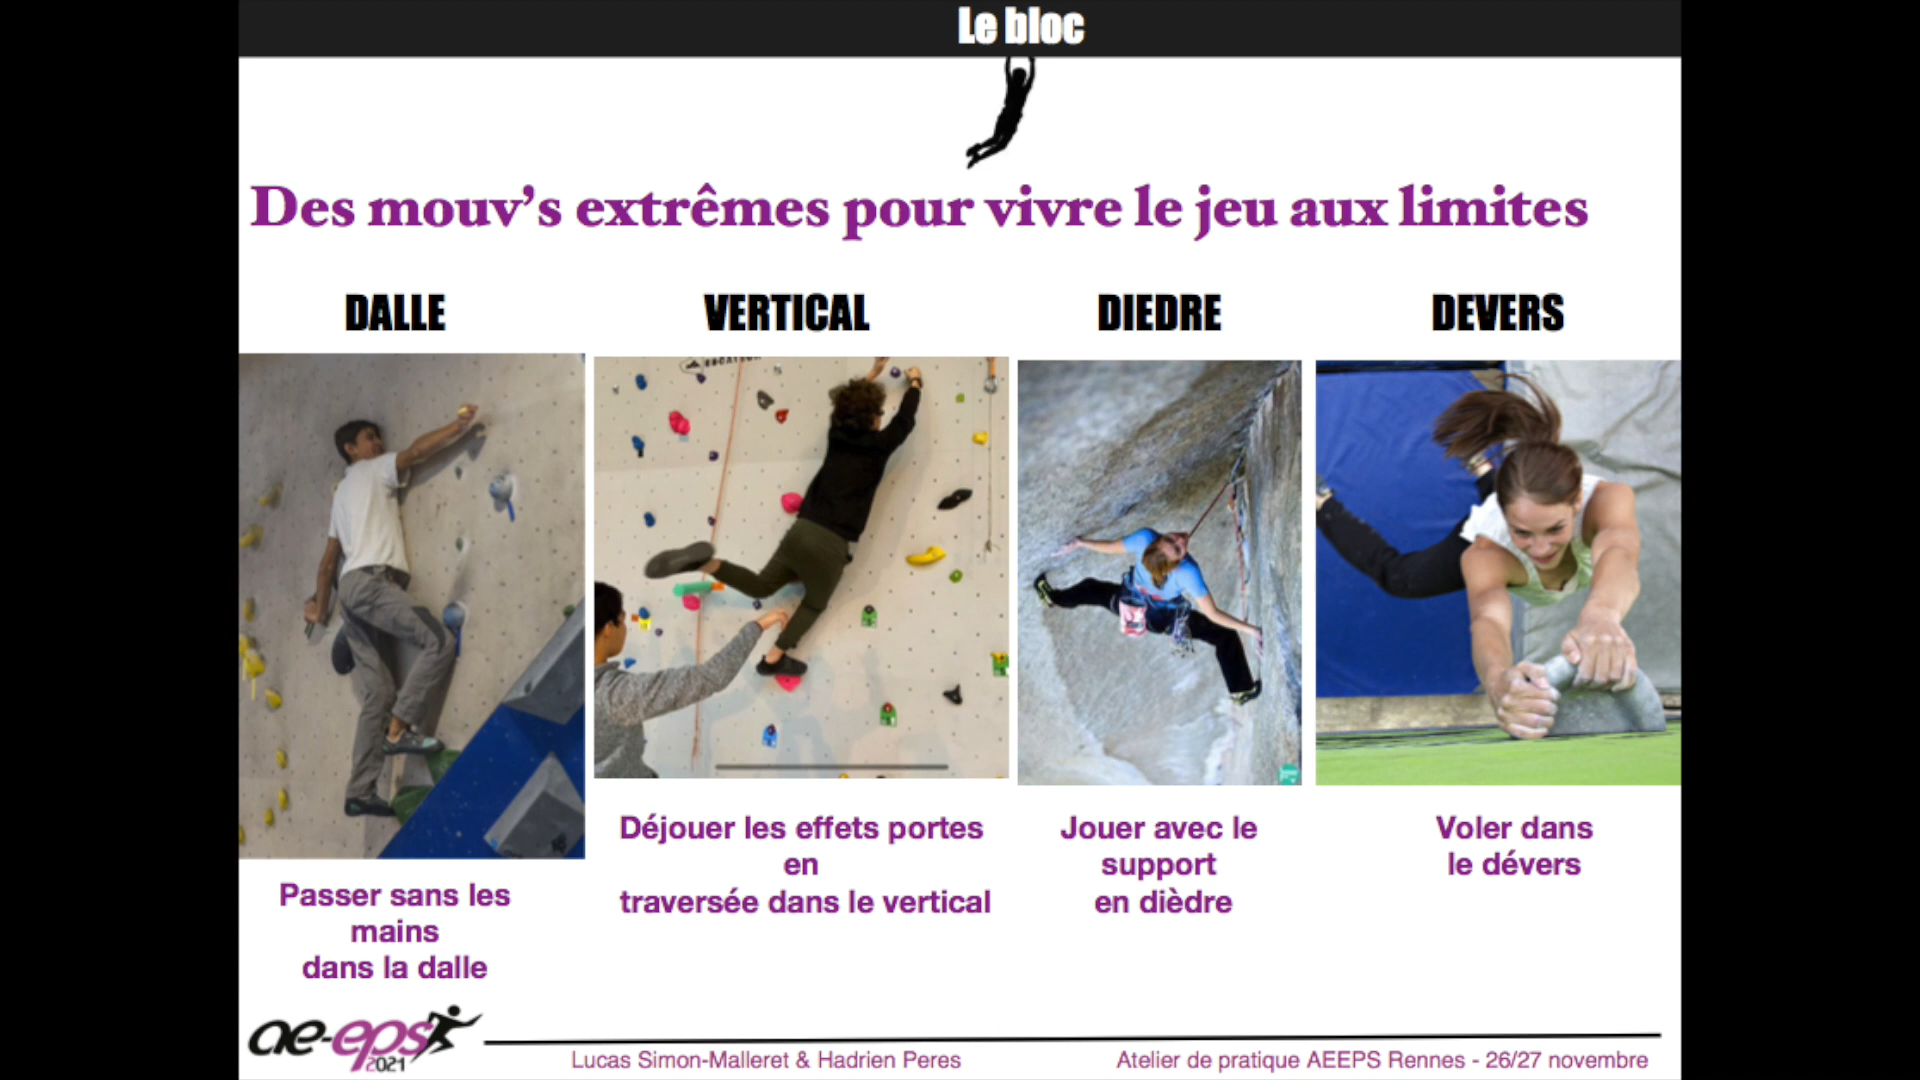 Le bloc
Des mouv's extrêmes pour vivre le jeu aux limites
DALLE
VERTICAL
DIEDRE
DEVERS
Passer sans les
mains
dans la dalle
Déjouer les effets portes
en
traversée dans le vertical
Jouer avec le
support
en dièdre
Voler dans
le dévers
ae-eps
2021
Lucas Simon-Malleret & Hadrien Peres
Atelier de pratique AEEPS Rennes - 26/27 novembre